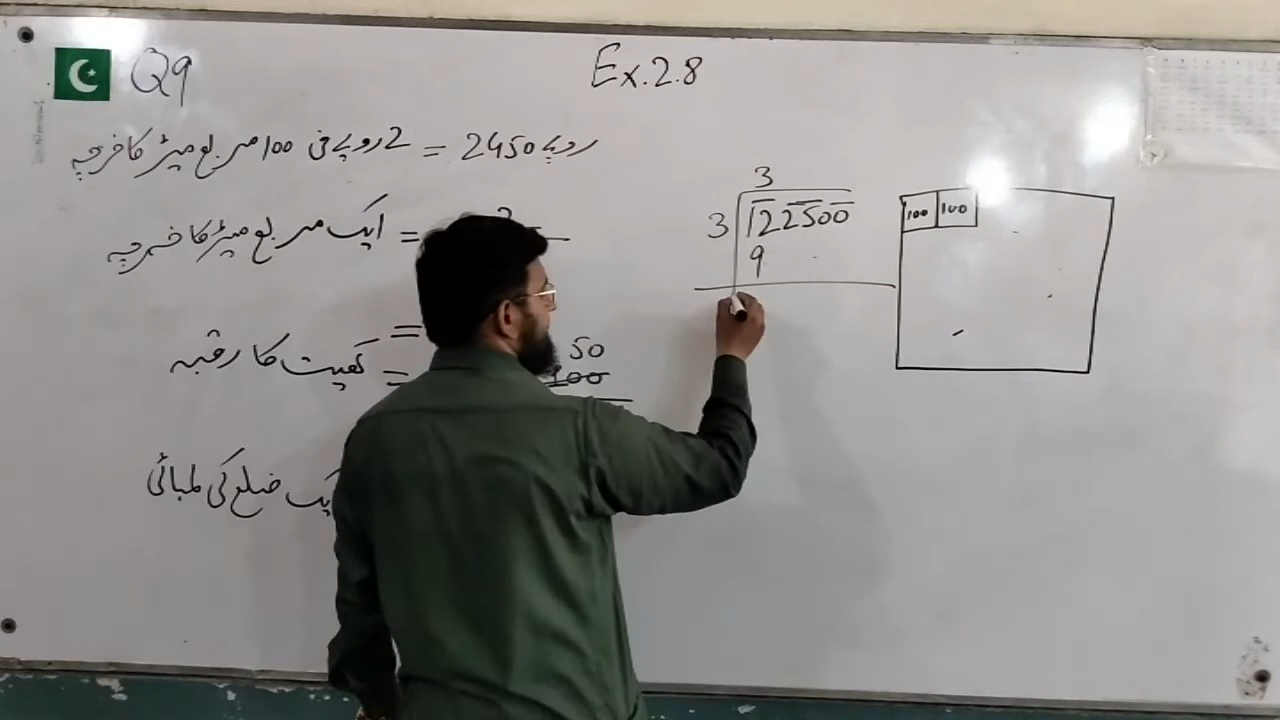 Q9
Ex.2.8
2 روپے فی 100 مربع میٹر کا خرچہ = 2450 روپے
ایک مربع میٹر کا خرچہ =
=
کھیت کا رقبہ =
50
100
ضلع کی لمبائی
3
3 122500
9
100 100